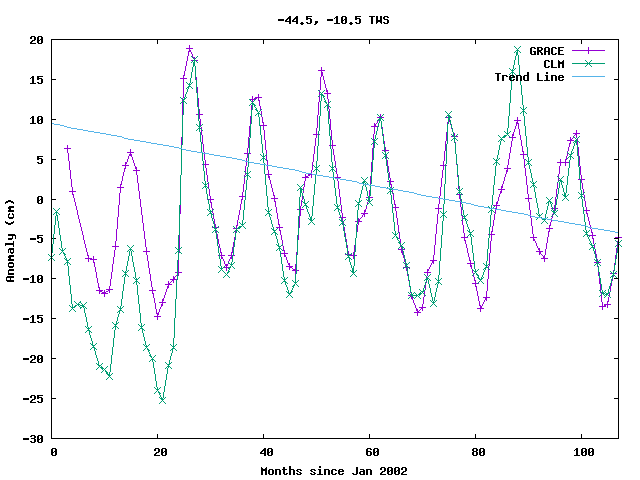 -44.5, -10.5 TWS
GRACE
CLM
Trend Line
20
15
10
5
0
-5
-10
-15
-20
-25
-30
Anomaly (cm)
0 20 40 60 80 100
Months since Jan 2002